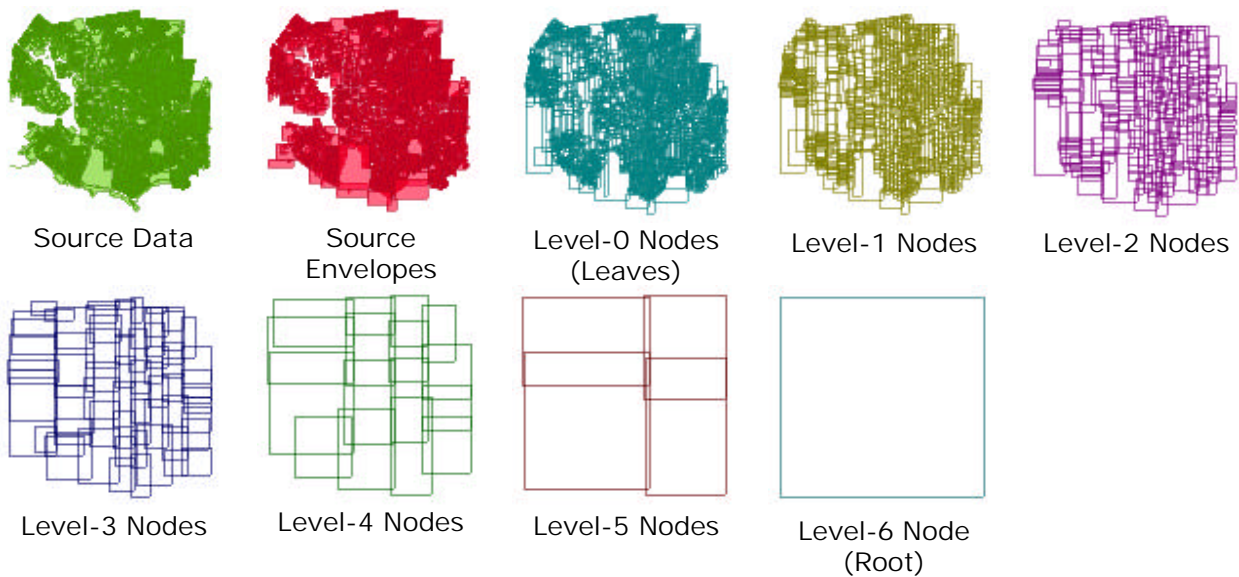 Source Data
Source
Envelopes
Level-0 Nodes
(Leaves)
Level-1 Nodes
Level-2 Nodes
Level-3 Nodes
Level-4 Nodes
Level-5 Nodes
Level-6 Node
(Root)